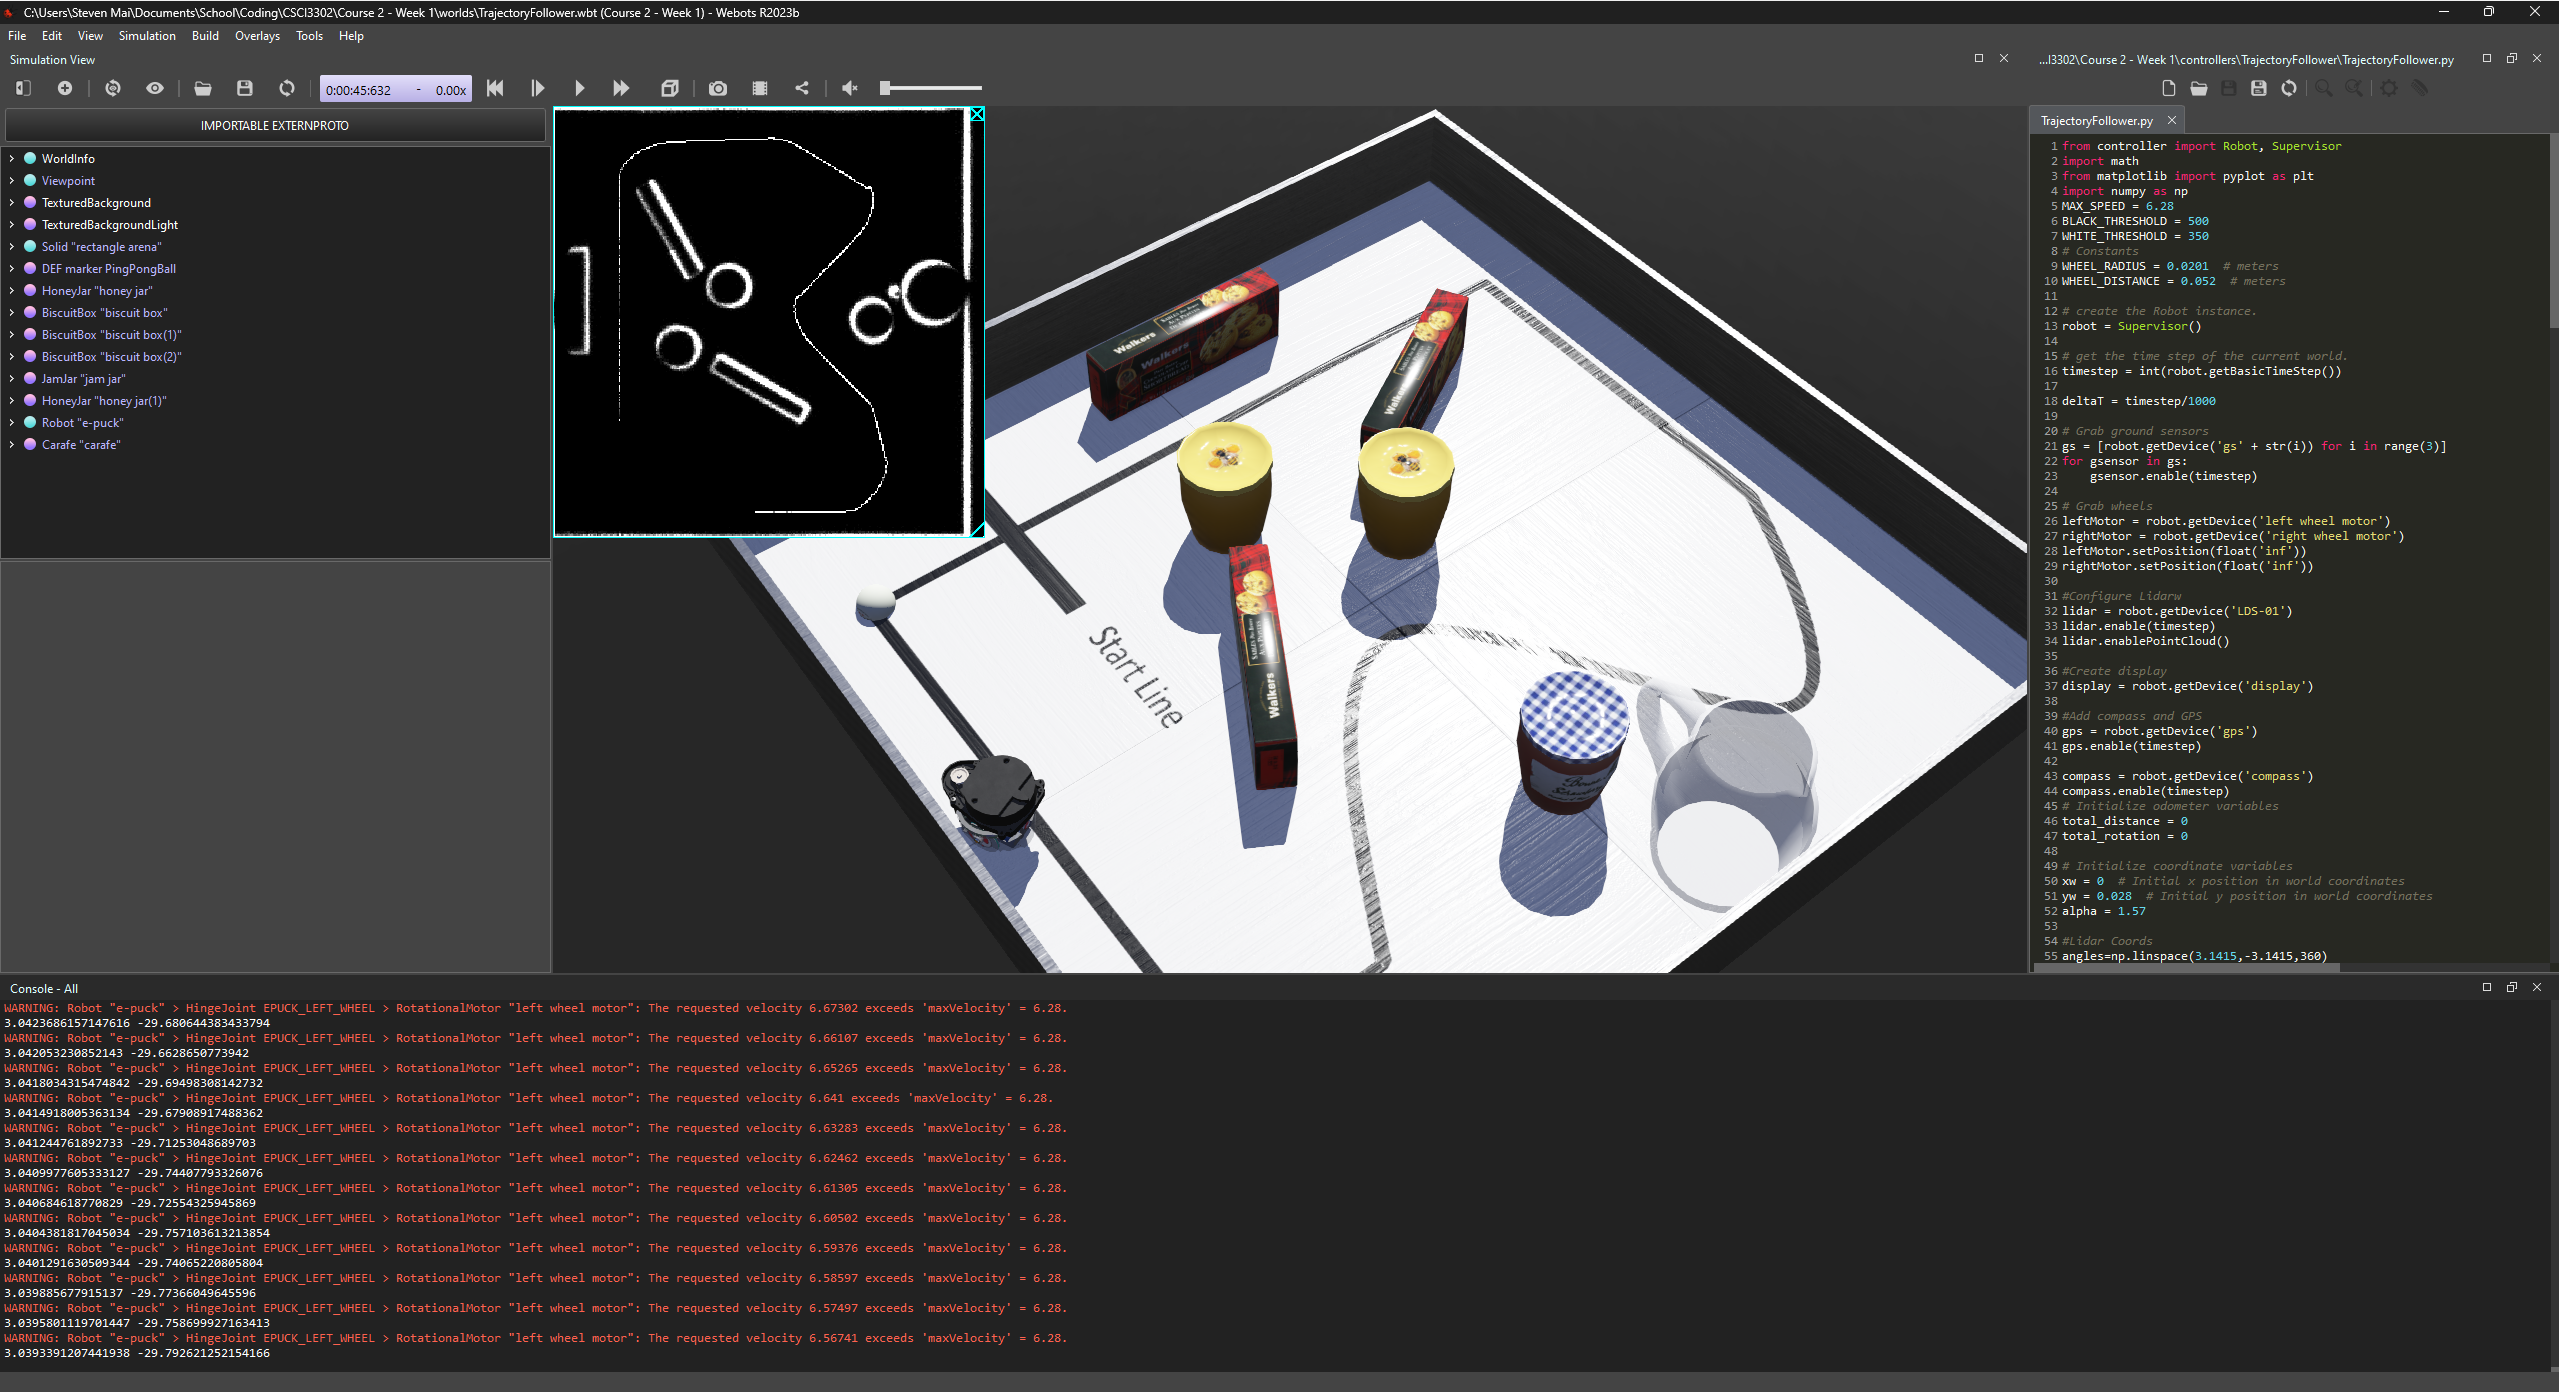 C:\Users\Steven Mai\Documents\School\Coding\CSCI3302\Course 2 - Week 1\worlds\TrajectoryFollower.wbt (Course 2 - Week 1) - Webots R2023b
File Edit View Simulation Build Overlays Tools Help
Simulation View
0:00:45:632 - 0.00x
IMPORTABLE EXTERNPROTO
WorldInfo
Viewpoint
TexturedBackground
TexturedBackgroundLight
Solid "rectangle arena"
DEF marker PingPongBall
HoneyJar "honey jar"
BiscuitBox "biscuit box"
BiscuitBox "biscuit box(1)"
BiscuitBox "biscuit box(2)"
JamJar "jam jar"
HoneyJar "honey jar(1)"
Robot "e-puck"
Carafe "carafe"
Walkers
Walkers
Walkers
Walkers
Start Line
...l3302\Course 2 - Week 1\controllers\TrajectoryFollower\TrajectoryFollower.py
TrajectoryFollower.py
1 from controller import Robot, Supervisor
2 import math
3 from matplotlib import pyplot as plt
4 import numpy as np
5 MAX_SPEED = 6.28
6 BLACK_THRESHOLD = 500
7 WHITE_THRESHOLD = 350
8 # Constants
9 WHEEL_RADIUS = 0.0201  # meters
10 WHEEL_DISTANCE = 0.052  # meters
11
12 # create the Robot instance.
13 robot = Supervisor()
14
15 # get the time step of the current world.
16 timestep = int(robot.getBasicTimeStep())
17
18 deltaT = timestep/1000
19
20 # Grab ground sensors
21 gs = [robot.getDevice('gs' + str(i)) for i in range(3)]
22 for gsensor in gs:
23     gsensor.enable(timestep)
24
25 # Grab wheels
26 leftMotor = robot.getDevice('left wheel motor')
27 rightMotor = robot.getDevice('right wheel motor')
28 leftMotor.setPosition(float('inf'))
29 rightMotor.setPosition(float('inf'))
30
31 #Configure Lidarw
32 lidar = robot.getDevice('LDS-01')
33 lidar.enable(timestep)
34 lidar.enablePointCloud()
35
36 #Create display
37 display = robot.getDevice('display')
38
39 #Add compass and GPS
40 gps = robot.getDevice('gps')
41 gps.enable(timestep)
42
43 compass = robot.getDevice('compass')
44 compass.enable(timestep)
45 # Initialize odometer variables
46 total_distance = 0
47 total_rotation = 0
48
49 # Initialize coordinate variables
50 xw = 0  # Initial x position in world coordinates
51 yw = 0.028  # Initial y position in world coordinates
52 alpha = 1.57
53
54 #Lidar Coords
55 angles=np.linspace(3.1415,-3.1415,360)
Console - All
WARNING: Robot "e-puck" > HingeJoint EPUCK_LEFT_WHEEL > RotationalMotor "left wheel motor": The requested velocity 6.67302 exceeds 'maxVelocity' = 6.28.
3.0423686157147616 -29.680644383433794
WARNING: Robot "e-puck" > HingeJoint EPUCK_LEFT_WHEEL > RotationalMotor "left wheel motor": The requested velocity 6.66107 exceeds 'maxVelocity' = 6.28.
3.042053230852143 -29.6628650773942
WARNING: Robot "e-puck" > HingeJoint EPUCK_LEFT_WHEEL > RotationalMotor "left wheel motor": The requested velocity 6.65265 exceeds 'maxVelocity' = 6.28.
3.0418034315474842 -29.69498308142732
WARNING: Robot "e-puck" > HingeJoint EPUCK_LEFT_WHEEL > RotationalMotor "left wheel motor": The requested velocity 6.641 exceeds 'maxVelocity' = 6.28.
3.0414918005363134 -29.67908917488362
WARNING: Robot "e-puck" > HingeJoint EPUCK_LEFT_WHEEL > RotationalMotor "left wheel motor": The requested velocity 6.63283 exceeds 'maxVelocity' = 6.28.
3.041244761892733 -29.71253048689703
WARNING: Robot "e-puck" > HingeJoint EPUCK_LEFT_WHEEL > RotationalMotor "left wheel motor": The requested velocity 6.62462 exceeds 'maxVelocity' = 6.28.
3.0409977605333127 -29.74407793326076
WARNING: Robot "e-puck" > HingeJoint EPUCK_LEFT_WHEEL > RotationalMotor "left wheel motor": The requested velocity 6.61305 exceeds 'maxVelocity' = 6.28.
3.040684618770829 -29.72554325945869
WARNING: Robot "e-puck" > HingeJoint EPUCK_LEFT_WHEEL > RotationalMotor "left wheel motor": The requested velocity 6.60502 exceeds 'maxVelocity' = 6.28.
3.0404381817045034 -29.757103613213854
WARNING: Robot "e-puck" > HingeJoint EPUCK_LEFT_WHEEL > RotationalMotor "left wheel motor": The requested velocity 6.59376 exceeds 'maxVelocity' = 6.28.
3.0401291630509344 -29.74065220805804
WARNING: Robot "e-puck" > HingeJoint EPUCK_LEFT_WHEEL > RotationalMotor "left wheel motor": The requested velocity 6.58597 exceeds 'maxVelocity' = 6.28.
3.039885677915137 -29.77366049645596
WARNING: Robot "e-puck" > HingeJoint EPUCK_LEFT_WHEEL > RotationalMotor "left wheel motor": The requested velocity 6.57497 exceeds 'maxVelocity' = 6.28.
3.0395801119701447 -29.758699927163413
WARNING: Robot "e-puck" > HingeJoint EPUCK_LEFT_WHEEL > RotationalMotor "left wheel motor": The requested velocity 6.56741 exceeds 'maxVelocity' = 6.28.
3.0393391207441938 -29.792621252154166